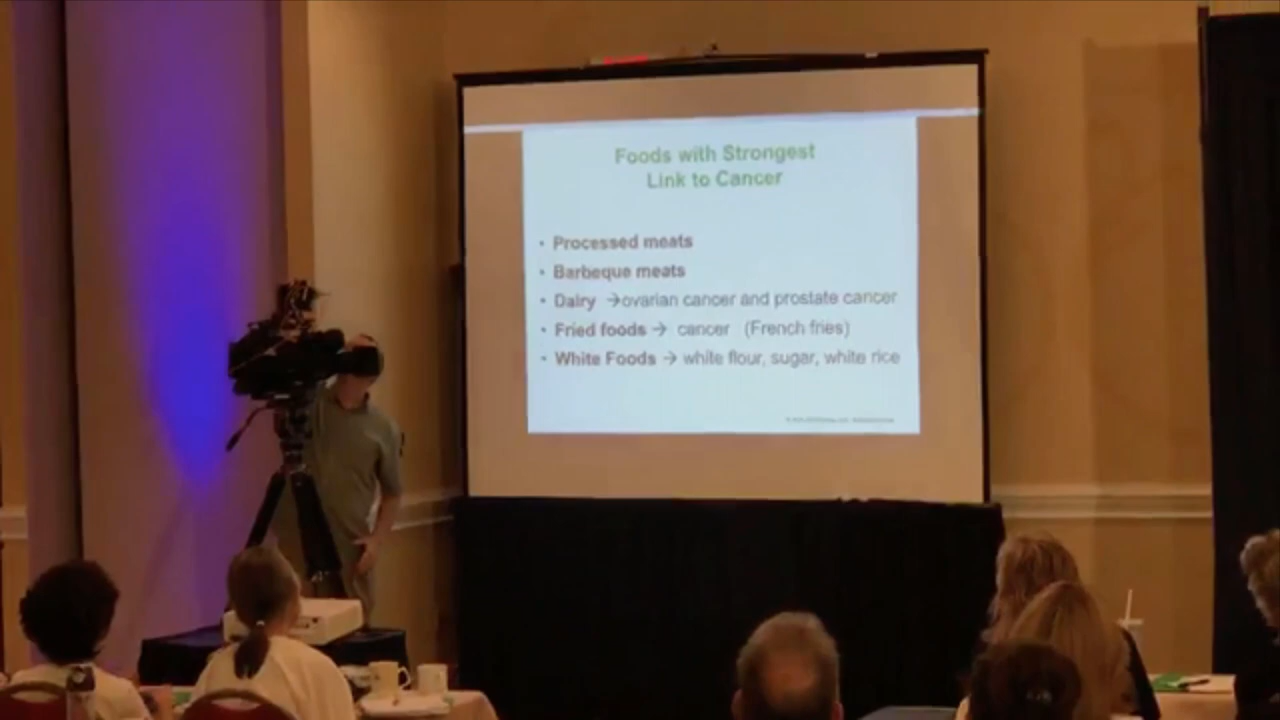 Foods with Strongest
Link to Cancer
• Processed meats
• Barbeque meats
• Dairy →ovarian cancer and prostate cancer
• Fried foods → cancer (French fries)
• White Foods → white flour, sugar, white rice